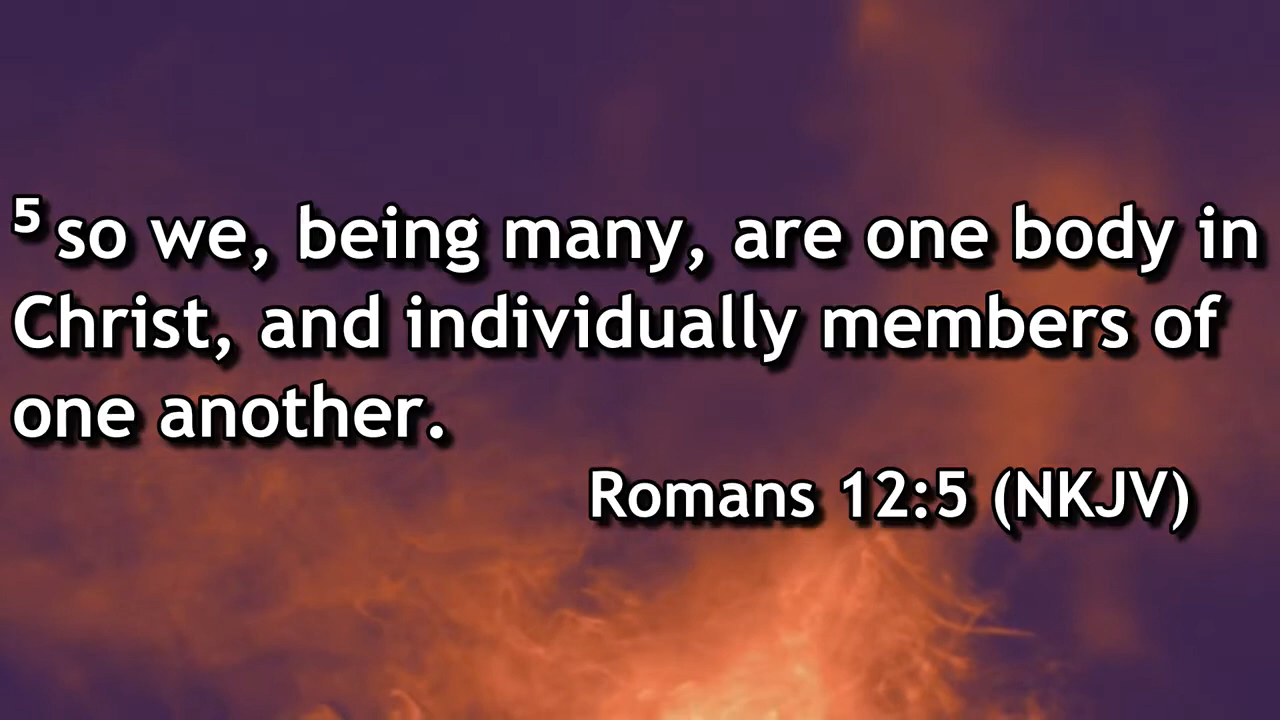 5 so we, being many, are one body in
Christ, and individually members of
one another.
Romans 12:5 (NKJV)